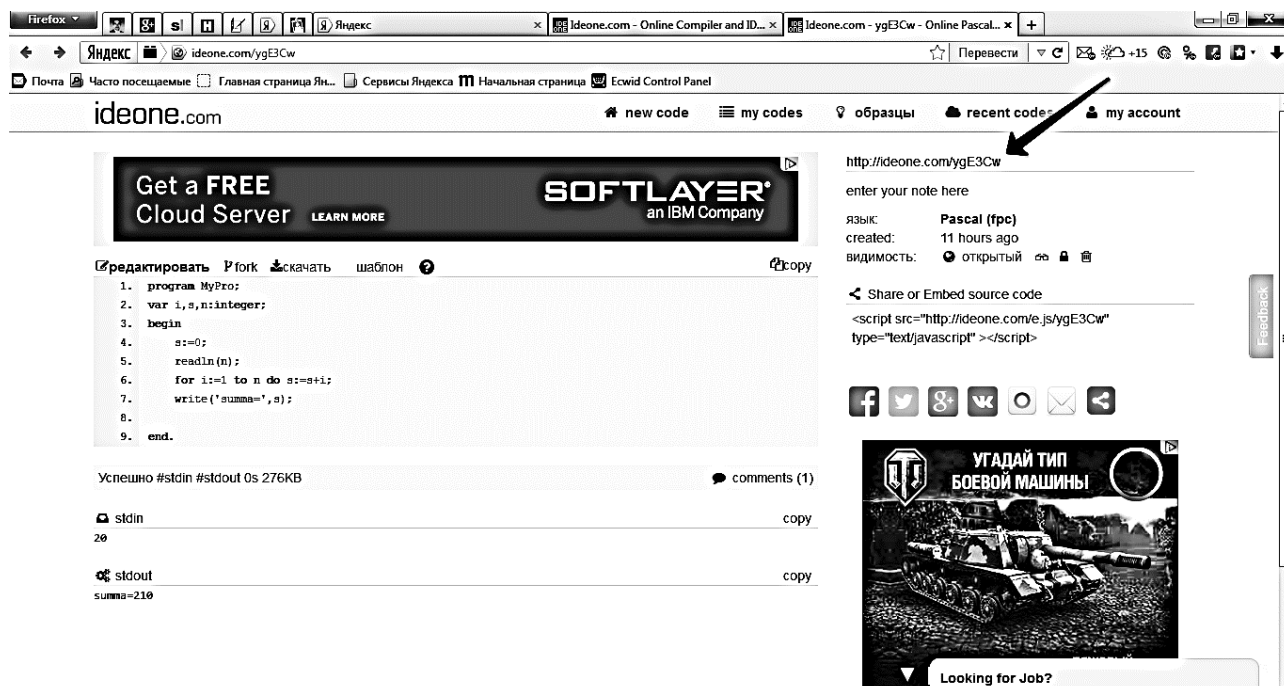 Firefox
Яндекс
Ideone.com - Online Compiler and ID...
Ideone.com - ygE3Cw - Online Pascal...
Яндекс
ideone.com/ygE3Cw
Перевести
+15
Почта Часто посещаемые Главная страница Ян... Сервисы Яндекса Начальная страница Ecwid Control Panel
ideone.com
new code my codes образцы recent codes my account
Get a FREE
Cloud Server LEARN MORE
SOFTLAYER®
an IBM Company
редактировать fork скачать шаблон copy
1. program MyPro;
2. var i,s,n:integer;
3. begin
4. s:=0;
5. readln(n);
6. for i:=1 to n do s:=s+i;
7. write('summa=',s);
8.
9. end.
Успешно #stdin #stdout 0s 276KB comments (1)
stdin copy
20
stdout copy
summa=210
http://ideone.com/ygE3Cw
enter your note here
язык: Pascal (fpc)
created: 11 hours ago
видимость: открытый
Share or Embed source code
<script src="http://ideone.com/e.js/ygE3Cw"
type="text/javascript" ></script>
Feedback
УГАДАЙ ТИП
БОЕВОЙ МАШИНЫ
Looking for Job?